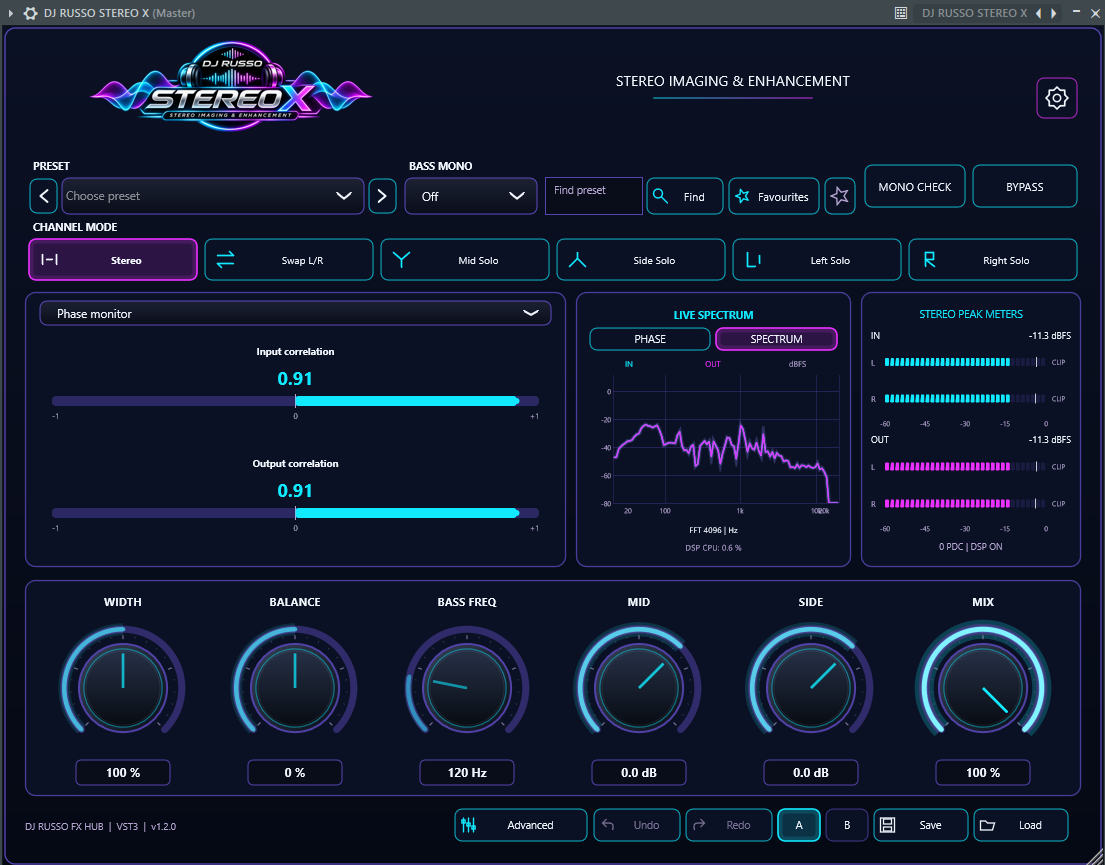 DJ RUSSO STEREO X (Master)
DJ RUSSO STEREO X
DJ RUSSO
STEREO X
STEREO IMAGING & ENHANCEMENT
STEREO IMAGING & ENHANCEMENT
PRESET
BASS MONO
Choose preset
Off
Find preset
Find
Favourites
MONO CHECK
BYPASS
CHANNEL MODE
Stereo
Swap L/R
Mid Solo
Side Solo
L Left Solo
R Right Solo
Phase monitor
Input correlation
0.91
-1 0 +1
Output correlation
0.91
-1 0 +1
LIVE SPECTRUM
PHASE SPECTRUM
IN OUT dBFS
0
-20
-40
-60
-80
20 100 1k 10k 20k
FFT 4096 | Hz
DSP CPU: 0.6 %
STEREO PEAK METERS
IN -11.3 dBFS
L CLIP
R CLIP
-60 -45 -30 -15 0
OUT -11.3 dBFS
L CLIP
R CLIP
-60 -45 -30 -15 0
0 PDC | DSP ON
WIDTH BALANCE BASS FREQ MID SIDE MIX
100 % 0 % 120 Hz 0.0 dB 0.0 dB 100 %
DJ RUSSO FX HUB | VST3 | v1.2.0
Advanced Undo Redo A B Save Load